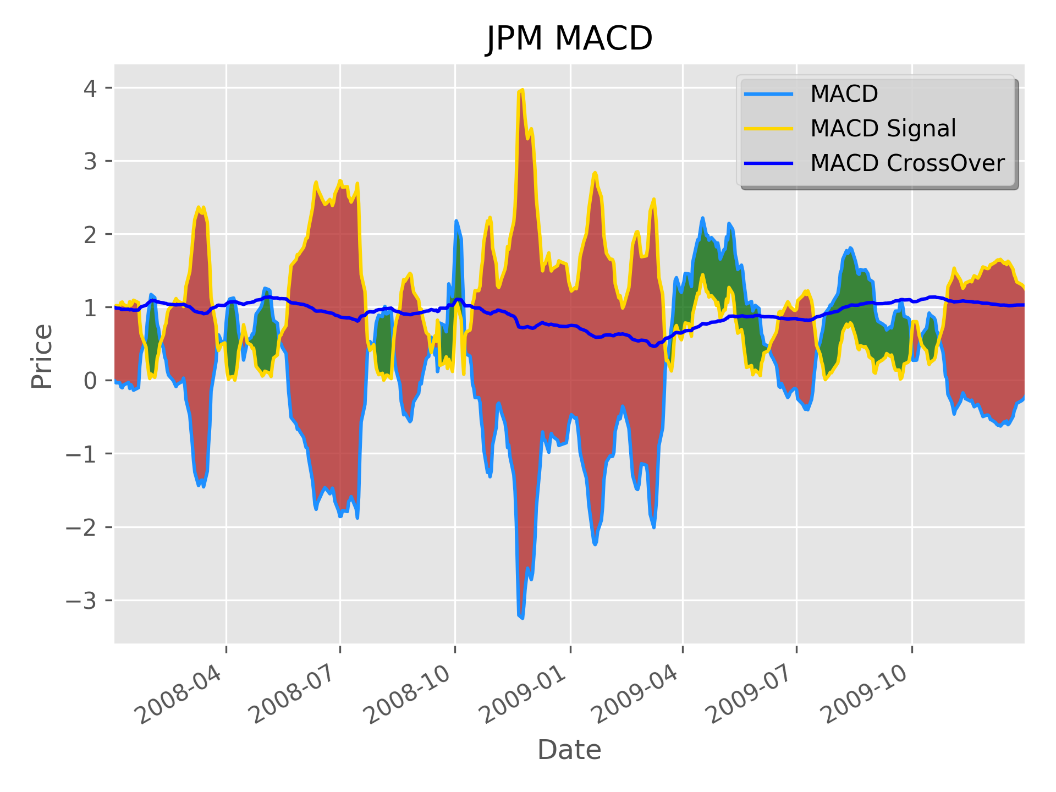 JPM MACD
MACD
MACD Signal
MACD CrossOver
4
3
2
1
0
−1
−2
−3
Price
2008-04
2008-07
2008-10
2009-01
2009-04
2009-07
2009-10
Date